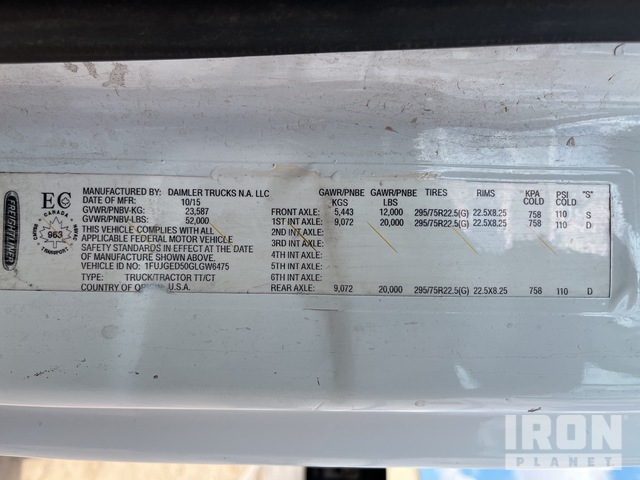 FREIGHTLINER
EC
CANADA
963
TRANSPORT
MANUFACTURED BY: DAIMLER TRUCKS N.A. LLC
DATE OF MFR: 10/15
GVWR/PNBV-KG: 23,587
GVWR/PNBV-LBS: 52,000
THIS VEHICLE CONFORMS TO ALL
APPLICABLE FEDERAL MOTOR VEHICLE
SAFETY STANDARDS IN EFFECT ON DATE
OF MANUFACTURE SHOWN ABOVE.
VEHICLE ID NO.: 1FUJGED50GLGW6475
TYPE: TRUCK/TRACTOR TT/CT
COUNTRY OF ORIGIN: U.S.A.
GAWR/PNBE GAWR/PNBE TIRES RIMS KPA PSI "S"
KGS LBS COLD COLD
FRONT AXLE: 5,443 12,000 295/75R22.5(G) 22.5X8.25 758 110 S
1ST INT AXLE: 9,072 20,000 295/75R22.5(G) 22.5X8.25 758 110 D
2ND INT AXLE:
3RD INT AXLE:
4TH INT AXLE:
5TH INT AXLE:
6TH INT AXLE:
REAR AXLE: 9,072 20,000 295/75R22.5(G) 22.5X8.25 758 110 D
IRON
PLANET